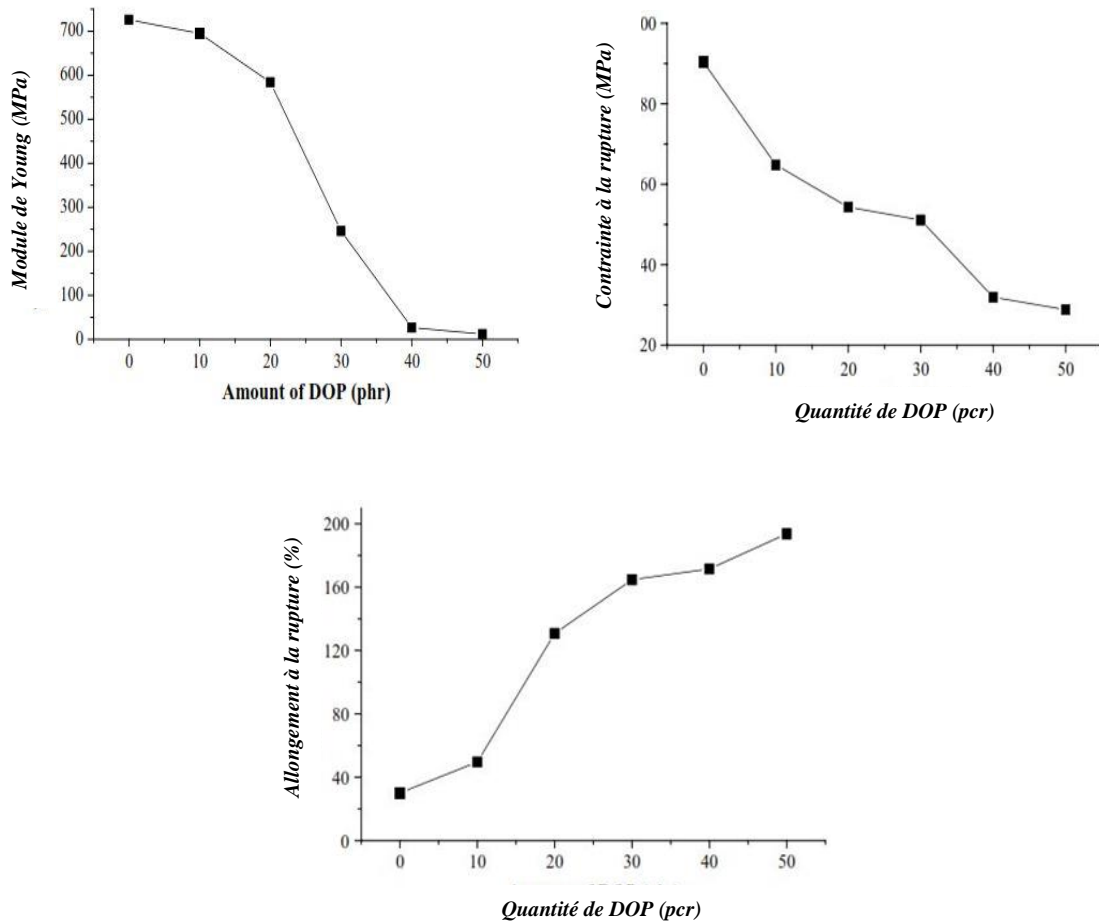 Module de Young (MPa)
700
600
500
400
300
200
100
0
0 10 20 30 40 50
Amount of DOP (phr)
Contrainte à la rupture (MPa)
00
80
60
40
20
0 10 20 30 40 50
Quantité de DOP (pcr)
Allongement à la rupture (%)
200
160
120
80
40
0
0 10 20 30 40 50
Quantité de DOP (pcr)